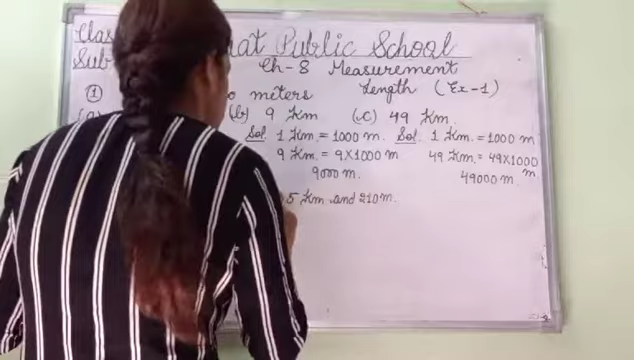 Clas at Public School
Sub Ch-8 Measurement
① meters Length (Ex-1)
(b) 9 Km (c) 49 Km.
Sol. 1 Km. = 1000 m. Sol. 1 Km. = 1000 m
9 Km. = 9×1000 m 49 Km. = 49×1000 m
9000 m. 49000 m.
5 Km and 210 m.